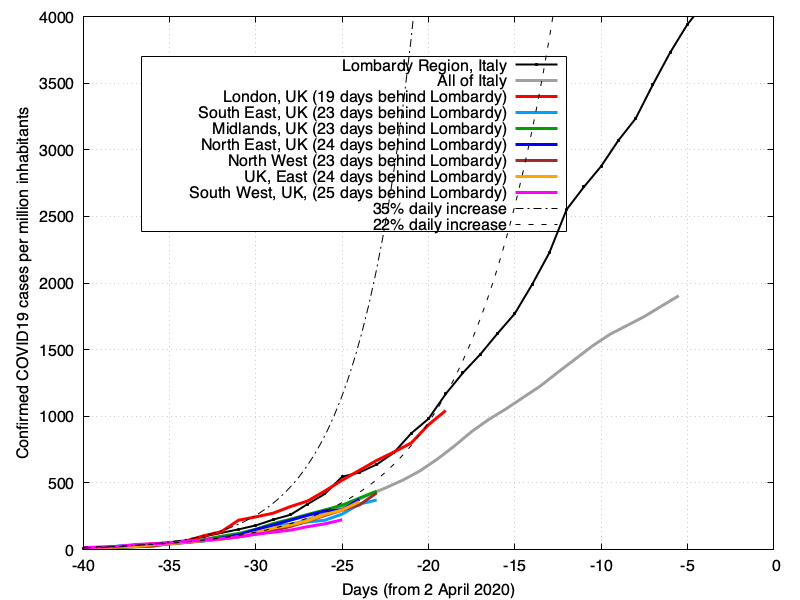 4000
3500
3000
2500
2000
1500
1000
500
0
Confirmed COVID19 cases per million inhabitants
Lombardy Region, Italy
All of Italy
London, UK (19 days behind Lombardy)
South East, UK (23 days behind Lombardy)
Midlands, UK (23 days behind Lombardy)
North East, UK (24 days behind Lombardy)
North West (23 days behind Lombardy)
UK, East (24 days behind Lombardy)
South West, UK, (25 days behind Lombardy)
35% daily increase
22% daily increase
-40 -35 -30 -25 -20 -15 -10 -5 0
Days (from 2 April 2020)